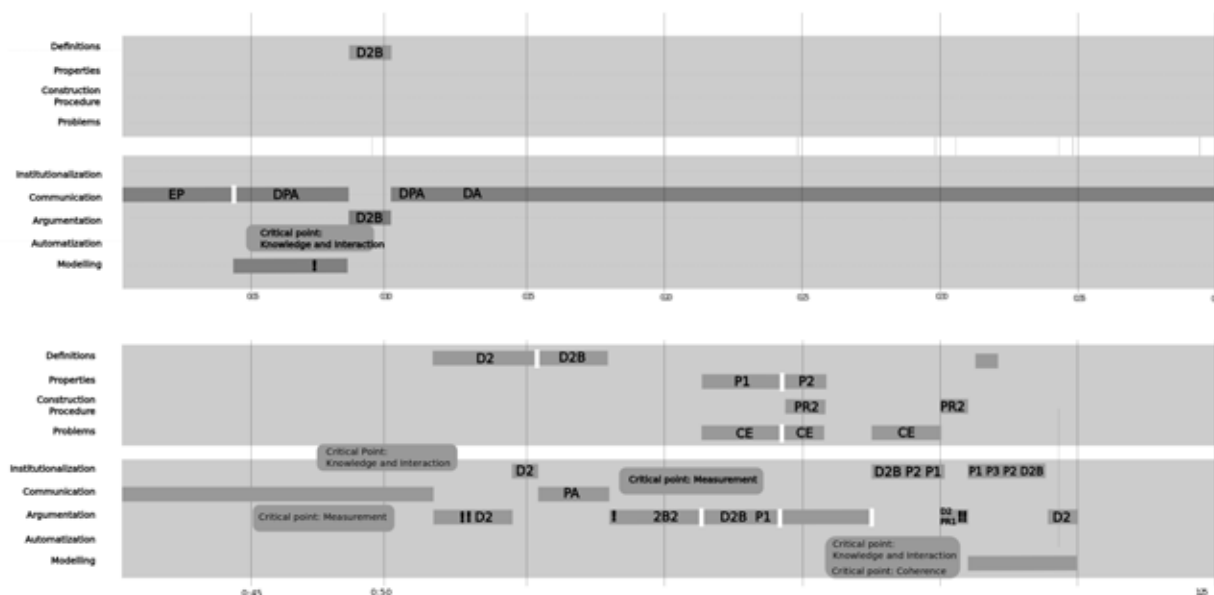 Definitions
D2B
Properties
Construction
Procedure
Problems
Institutionalization
Communication
EP
DPA
DPA
DA
Argumentation
D2B
Automatization
Critical point:
Knowledge and Interaction
Modelling
I
Definitions
D2
D2B
Properties
P1
P2
Construction
Procedure
PR2
PR2
Problems
CE
CE
CE
Critical Point:
Knowledge and Interaction
Institutionalization
D2
D2B P2 P1
P1 P3 P2 D2B
Critical point: Measurement
Communication
PA
Argumentation
Critical point: Measurement
II D2
I
2B2
D2B P1
D2
PR1
II
D2
Automatization
Critical point:
Knowledge and Interaction
Critical point: Coherence
Modelling
0:45
0:50